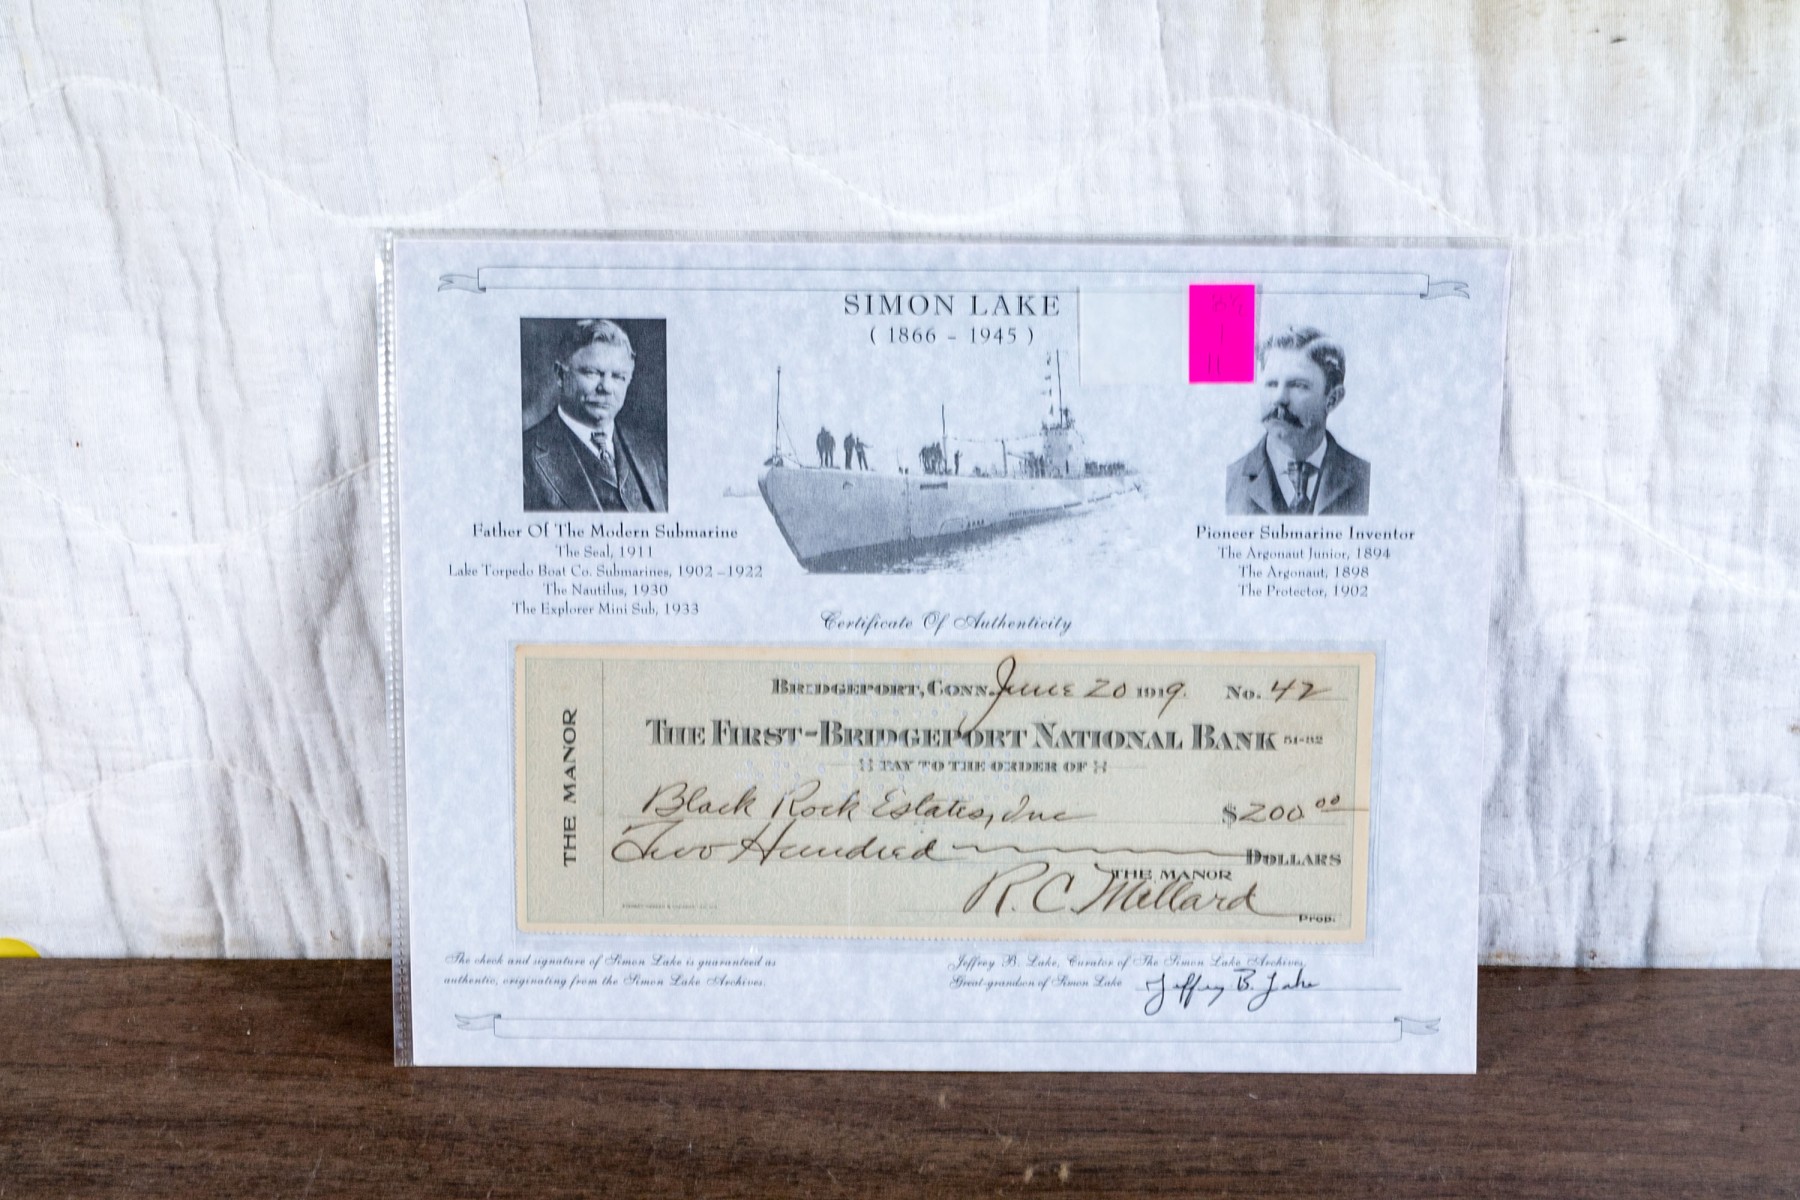 SIMON LAKE
( 1866 - 1945 )
Father Of The Modern Submarine
The Seal, 1911
Lake Torpedo Boat Co. Submarines, 1902 -1922
The Nautilus, 1930
The Explorer Mini Sub, 1933
Pioneer Submarine Inventor
The Argonaut Junior, 1894
The Argonaut, 1898
The Protector, 1902
Certificate Of Authenticity
THE MANOR
BRIDGEPORT, CONN. June 20 1919. No. 42
THE FIRST-BRIDGEPORT NATIONAL BANK 51-82
PAY TO THE ORDER OF
Black Rock Estates, Inc $200.00
Two Hundred DOLLARS
THE MANOR
R. C. Millard
Prop.
The check and signature of Simon Lake is guaranteed as
authentic, originating from the Simon Lake Archives.
Jeffrey B. Lake, Curator of The Simon Lake Archives,
Great-grandson of Simon Lake Jeffrey B. Lake